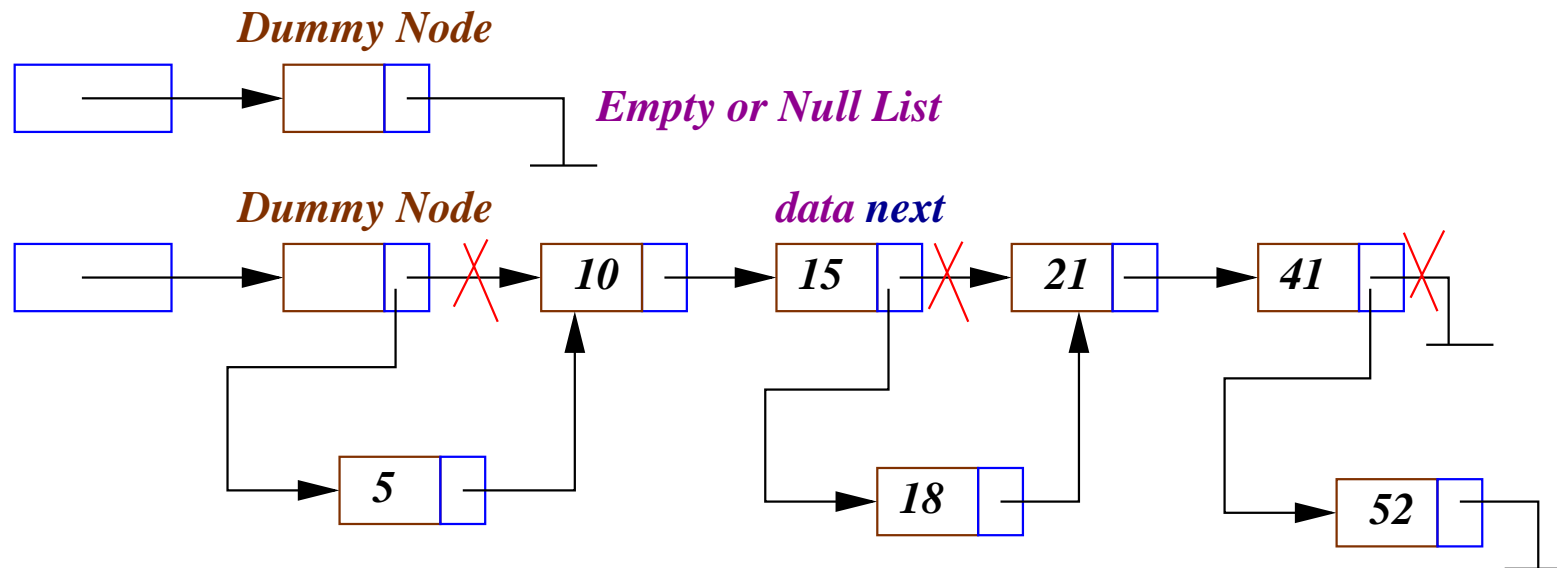 Dummy Node
Empty or Null List
Dummy Node
data next
10 15 21 41
5 18 52